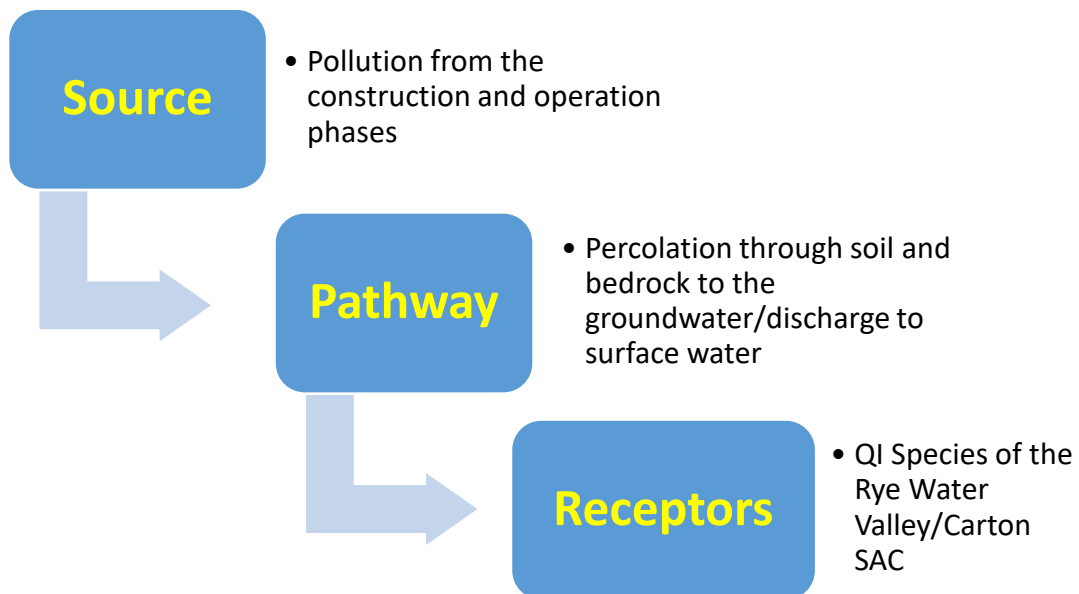 Source
• Pollution from the
construction and operation
phases
Pathway
• Percolation through soil and
bedrock to the
groundwater/discharge to
surface water
Receptors
• QI Species of the
Rye Water
Valley/Carton
SAC